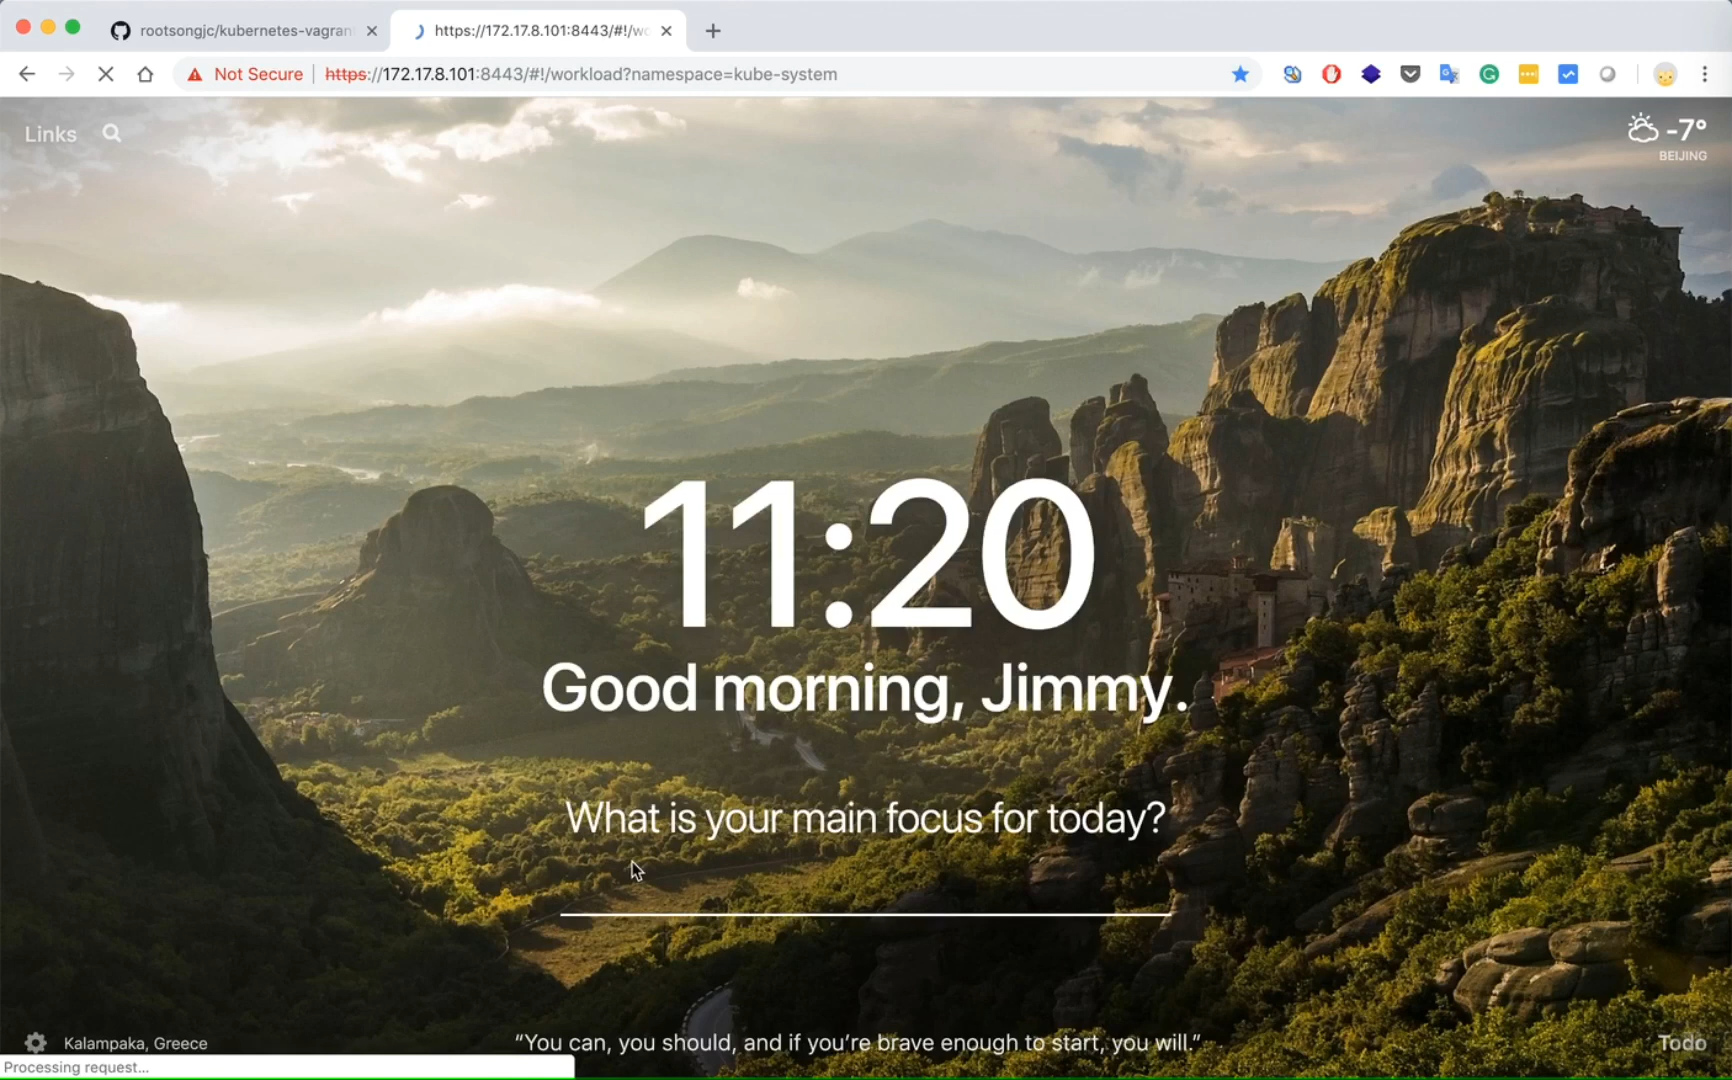 rootsongjc/kubernetes-vagran
https://172.17.8.101:8443/#!/wo
Not Secure
https://172.17.8.101:8443/#!/workload?namespace=kube-system
Links
-7°
BEIJING
11:20
Good morning, Jimmy.
What is your main focus for today?
Kalampaka, Greece
“You can, you should, and if you’re brave enough to start, you will.”
Todo
Processing request...